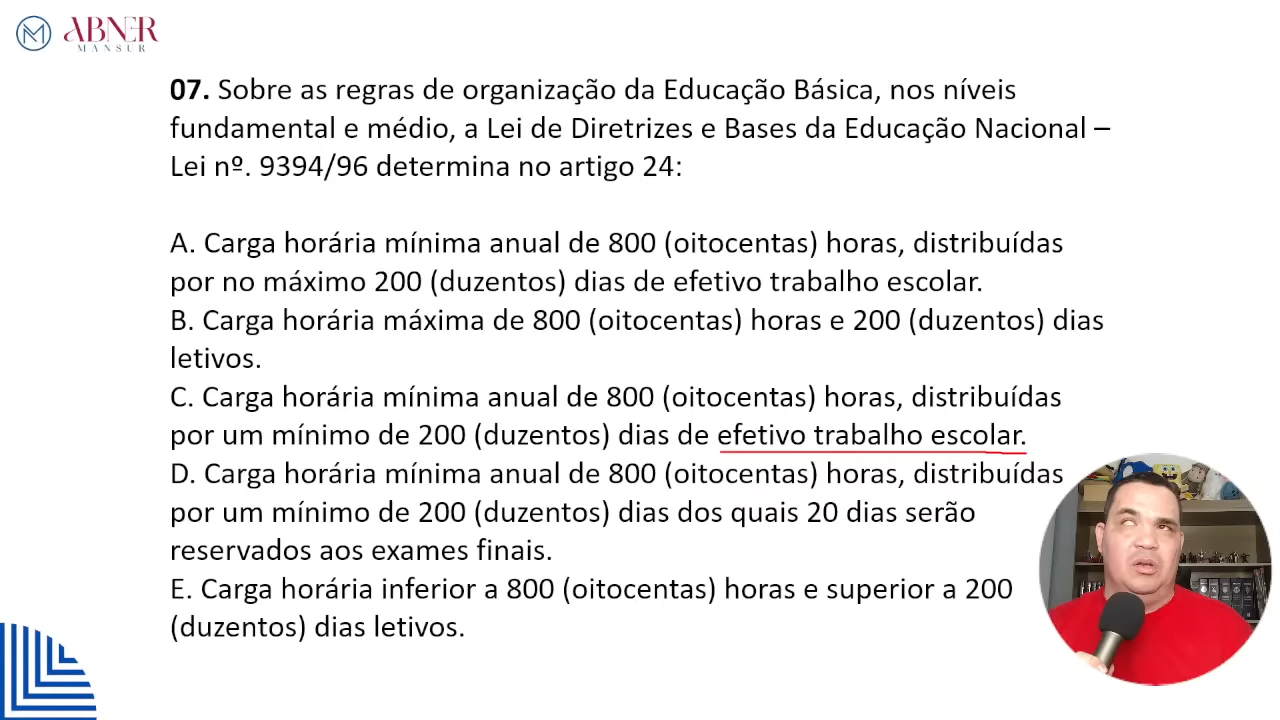 ABNER
MANSUR
07. Sobre as regras de organização da Educação Básica, nos níveis
fundamental e médio, a Lei de Diretrizes e Bases da Educação Nacional –
Lei nº. 9394/96 determina no artigo 24:
A. Carga horária mínima anual de 800 (oitocentas) horas, distribuídas
por no máximo 200 (duzentos) dias de efetivo trabalho escolar.
B. Carga horária máxima de 800 (oitocentas) horas e 200 (duzentos) dias
letivos.
C. Carga horária mínima anual de 800 (oitocentas) horas, distribuídas
por um mínimo de 200 (duzentos) dias de efetivo trabalho escolar.
D. Carga horária mínima anual de 800 (oitocentas) horas, distribuídas
por um mínimo de 200 (duzentos) dias dos quais 20 dias serão
reservados aos exames finais.
E. Carga horária inferior a 800 (oitocentas) horas e superior a 200
(duzentos) dias letivos.